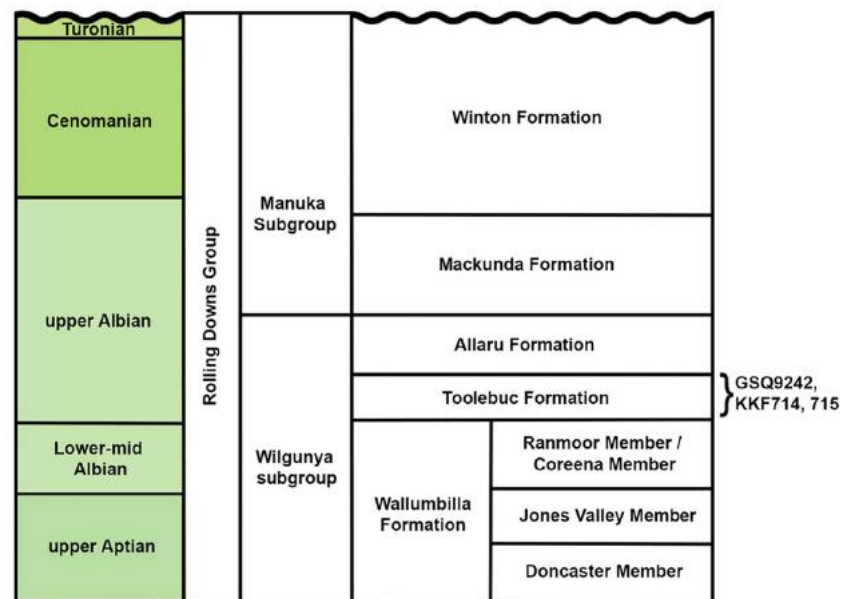 Turonian
Cenomanian
upper Albian
Lower-mid
Albian
upper Aptian
Rolling Downs Group
Manuka
Subgroup
Wilgunya
subgroup
Winton Formation
Mackunda Formation
Allaru Formation
Toolebuc Formation
GSQ9242,
KKF714, 715
Wallumbilla
Formation
Ranmoor Member /
Coreena Member
Jones Valley Member
Doncaster Member